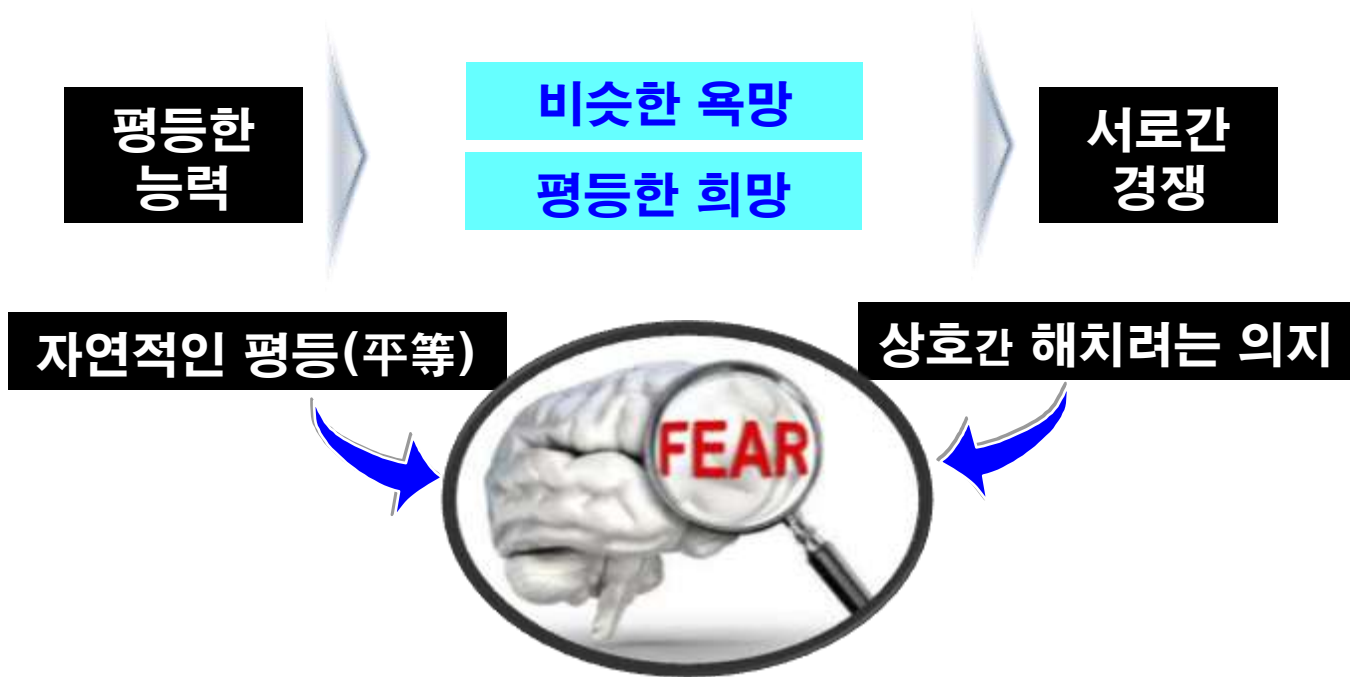 평등한
능력
비슷한 욕망
평등한 희망
서로간
경쟁
자연적인 평등(平等)
상호간 해치려는 의지
FEAR